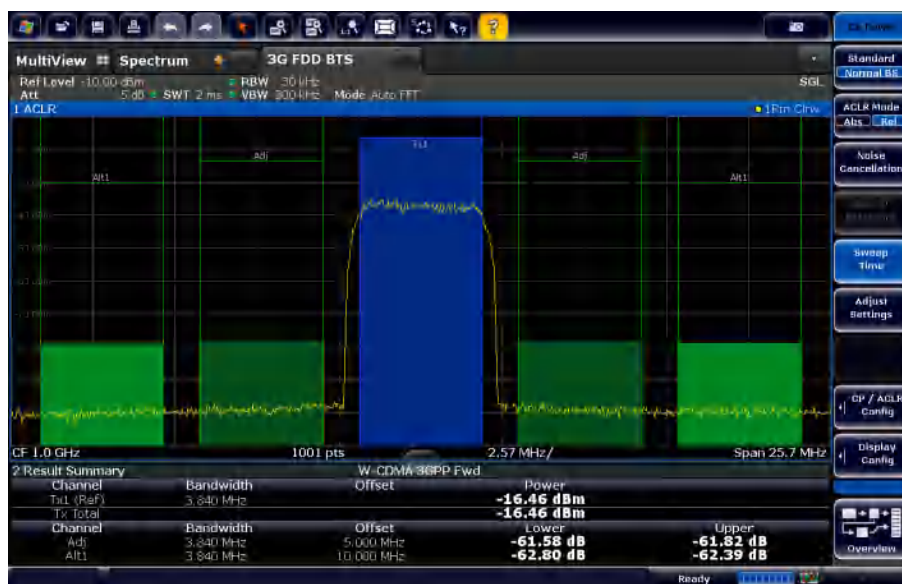 MultiView Spectrum 3G FDD BTS
Ref Level -10.00 dBm RBW 30 kHz SGL
Att 5 dB SWT 2 ms VBW 300 kHz Mode Auto FFT
1 ACLR 1Rm Clrw
Tx1
Adj Adj
Alt1 Alt1
CF 1.0 GHz 1001 pts 2.57 MHz/ Span 25.7 MHz
2 Result Summary W-CDMA 3GPP Fwd
Channel Bandwidth Offset Power
Tx1 (Ref) 3.840 MHz -16.46 dBm
Tx Total -16.46 dBm
Channel Bandwidth Offset Lower Upper
Adj 3.840 MHz 5.000 MHz -61.58 dB -61.82 dB
Alt1 3.840 MHz 10.000 MHz -62.80 dB -62.39 dB
Ready
Standard
Normal BS
ACLR Mode
Abs Rel
Noise
Cancellation
Sweep
Time
Adjust
Settings
CP / ACLR
Config
Display
Config
Overview